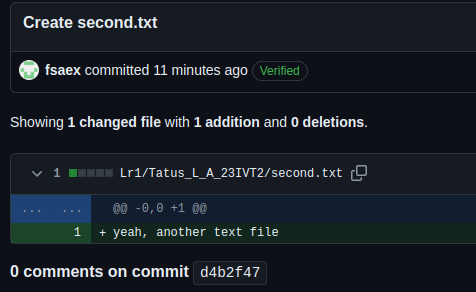 Create second.txt
fsaex committed 11 minutes ago Verified
Showing 1 changed file with 1 addition and 0 deletions.
1 Lr1/Tatus_L_A_23IVT2/second.txt
... ... @@ -0,0 +1 @@
1 + yeah, another text file
0 comments on commit d4b2f47